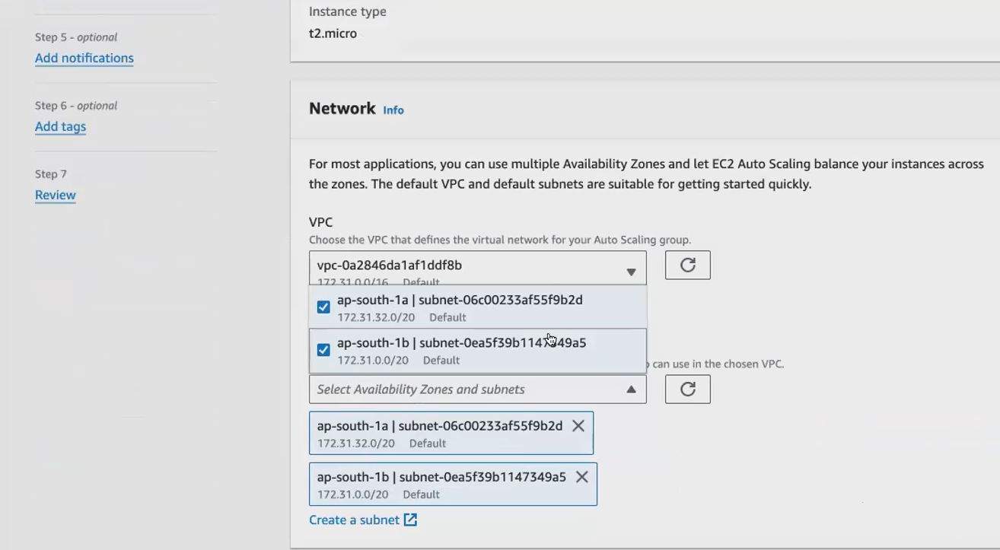 Step 5 - optional
Add notifications
Step 6 - optional
Add tags
Step 7
Review
Instance type
t2.micro
Network Info
For most applications, you can use multiple Availability Zones and let EC2 Auto Scaling balance your instances across
the zones. The default VPC and default subnets are suitable for getting started quickly.
VPC
Choose the VPC that defines the virtual network for your Auto Scaling group.
vpc-0a2846da1af1ddf8b
172.31.0.0/16 Default
ap-south-1a | subnet-06c00233af55f9b2d
172.31.32.0/20 Default
ap-south-1b | subnet-0ea5f39b1147349a5
172.31.0.0/20 Default
can use in the chosen VPC.
Select Availability Zones and subnets
ap-south-1a | subnet-06c00233af55f9b2d
172.31.32.0/20 Default
ap-south-1b | subnet-0ea5f39b1147349a5
172.31.0.0/20 Default
Create a subnet